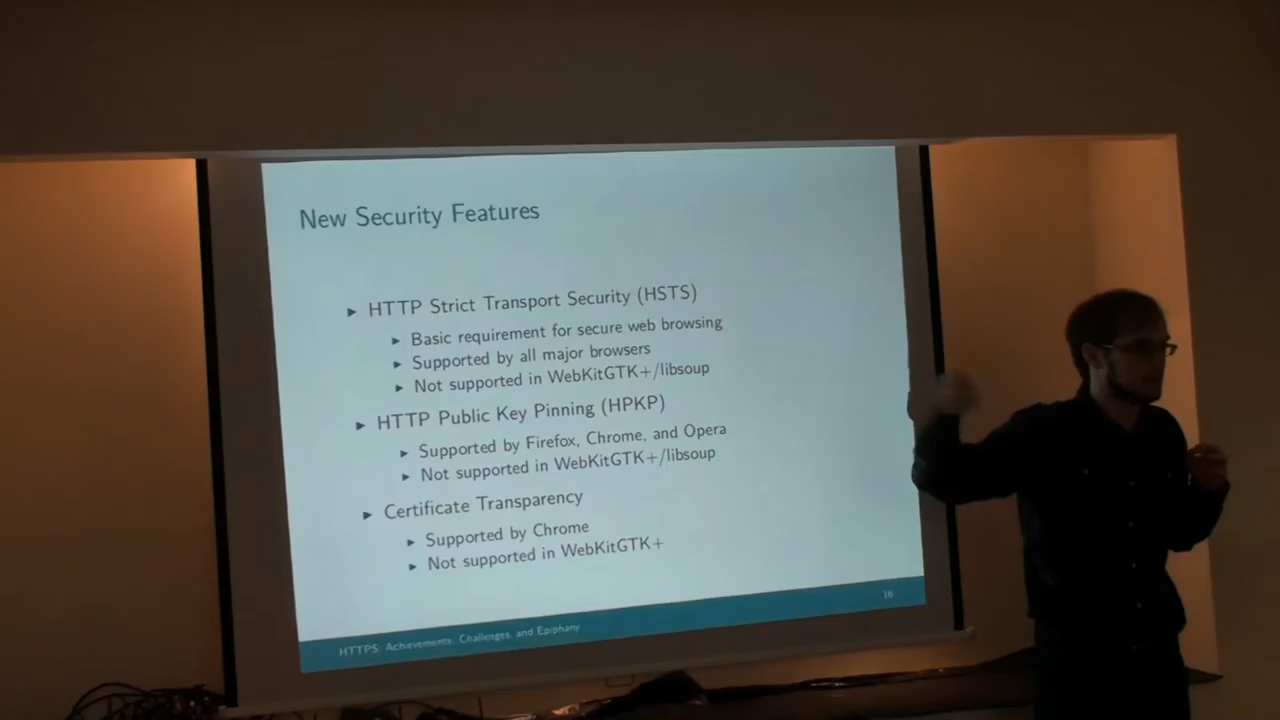 New Security Features
▶ HTTP Strict Transport Security (HSTS)
▶ Basic requirement for secure web browsing
▶ Supported by all major browsers
▶ Not supported in WebKitGTK+/libsoup
▶ HTTP Public Key Pinning (HPKP)
▶ Supported by Firefox, Chrome, and Opera
▶ Not supported in WebKitGTK+/libsoup
▶ Certificate Transparency
▶ Supported by Chrome
▶ Not supported in WebKitGTK+
16
HTTPS: Achievements, Challenges, and Epiphany